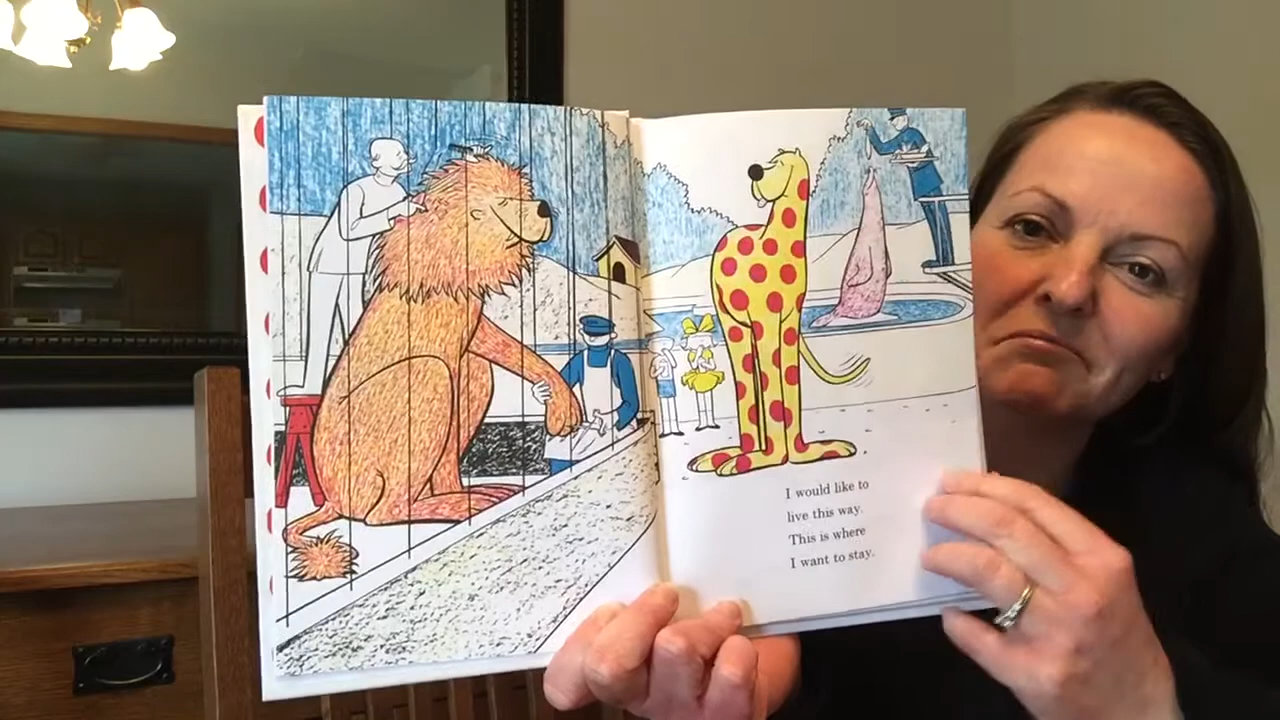 I would like to
live this way.
This is where
I want to stay.